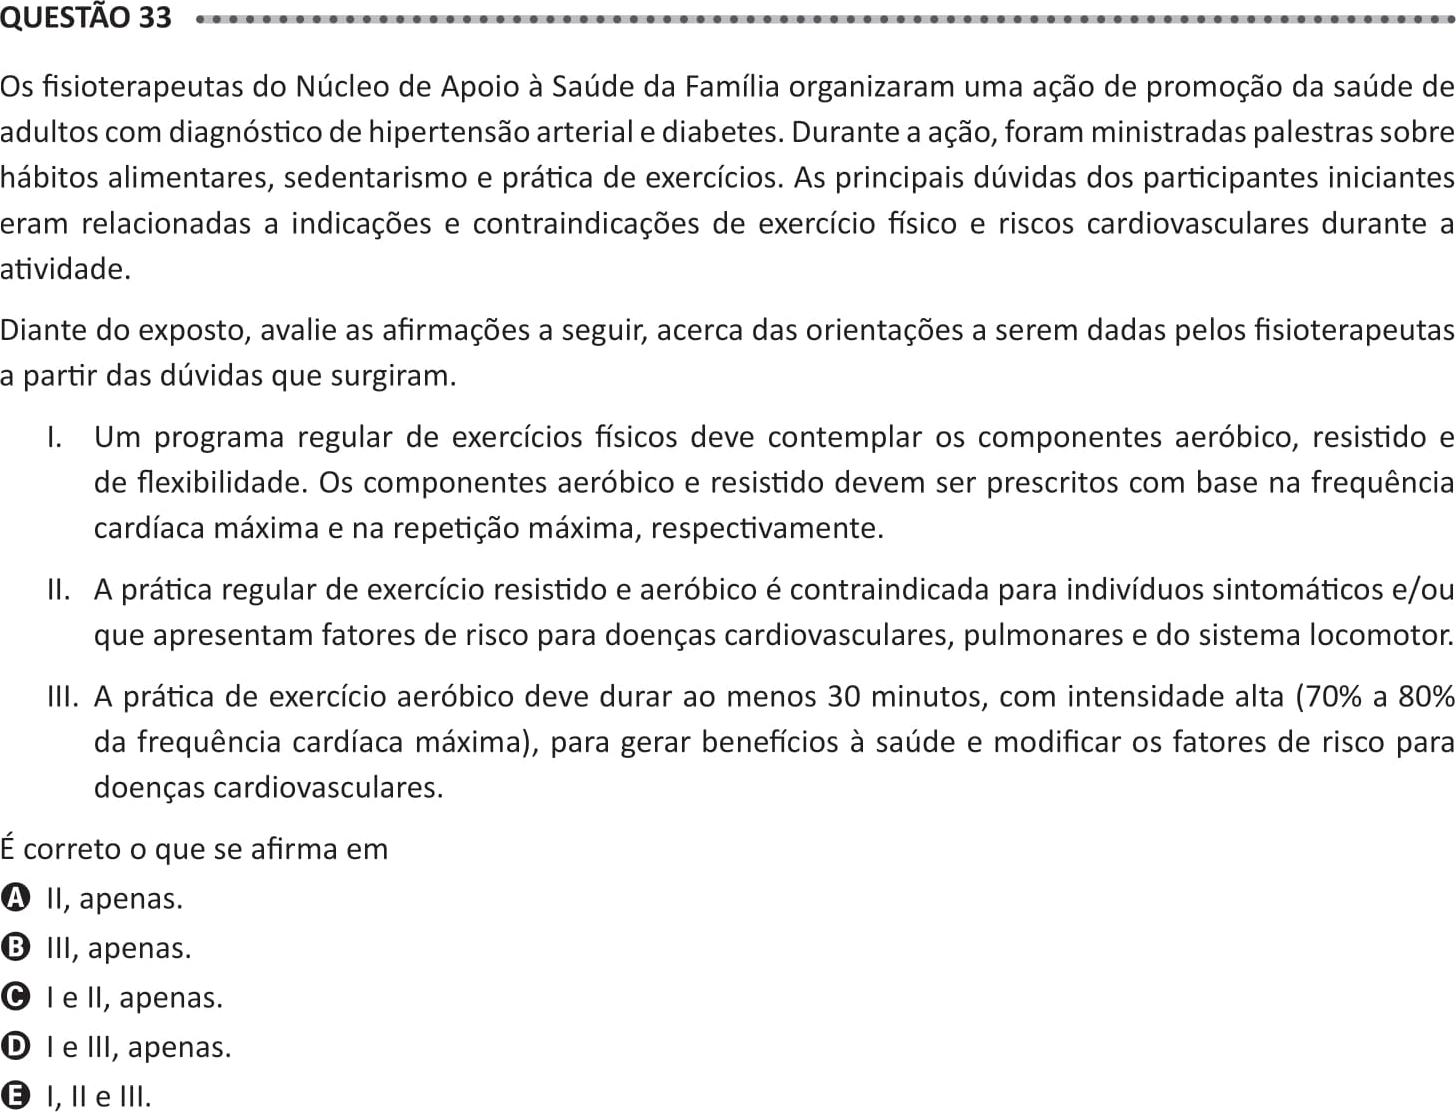 QUESTÃO 33
Os fisioterapeutas do Núcleo de Apoio à Saúde da Família organizaram uma ação de promoção da saúde de
adultos com diagnóstico de hipertensão arterial e diabetes. Durante a ação, foram ministradas palestras sobre
hábitos alimentares, sedentarismo e prática de exercícios. As principais dúvidas dos participantes iniciantes
eram relacionadas a indicações e contraindicações de exercício físico e riscos cardiovasculares durante a
atividade.
Diante do exposto, avalie as afirmações a seguir, acerca das orientações a serem dadas pelos fisioterapeutas
a partir das dúvidas que surgiram.
I. Um programa regular de exercícios físicos deve contemplar os componentes aeróbico, resistido e
de flexibilidade. Os componentes aeróbico e resistido devem ser prescritos com base na frequência
cardíaca máxima e na repetição máxima, respectivamente.
II. A prática regular de exercício resistido e aeróbico é contraindicada para indivíduos sintomáticos e/ou
que apresentam fatores de risco para doenças cardiovasculares, pulmonares e do sistema locomotor.
III. A prática de exercício aeróbico deve durar ao menos 30 minutos, com intensidade alta (70% a 80%
da frequência cardíaca máxima), para gerar benefícios à saúde e modificar os fatores de risco para
doenças cardiovasculares.
É correto o que se afirma em
A II, apenas.
B III, apenas.
C I e II, apenas.
D I e III, apenas.
E I, II e III.